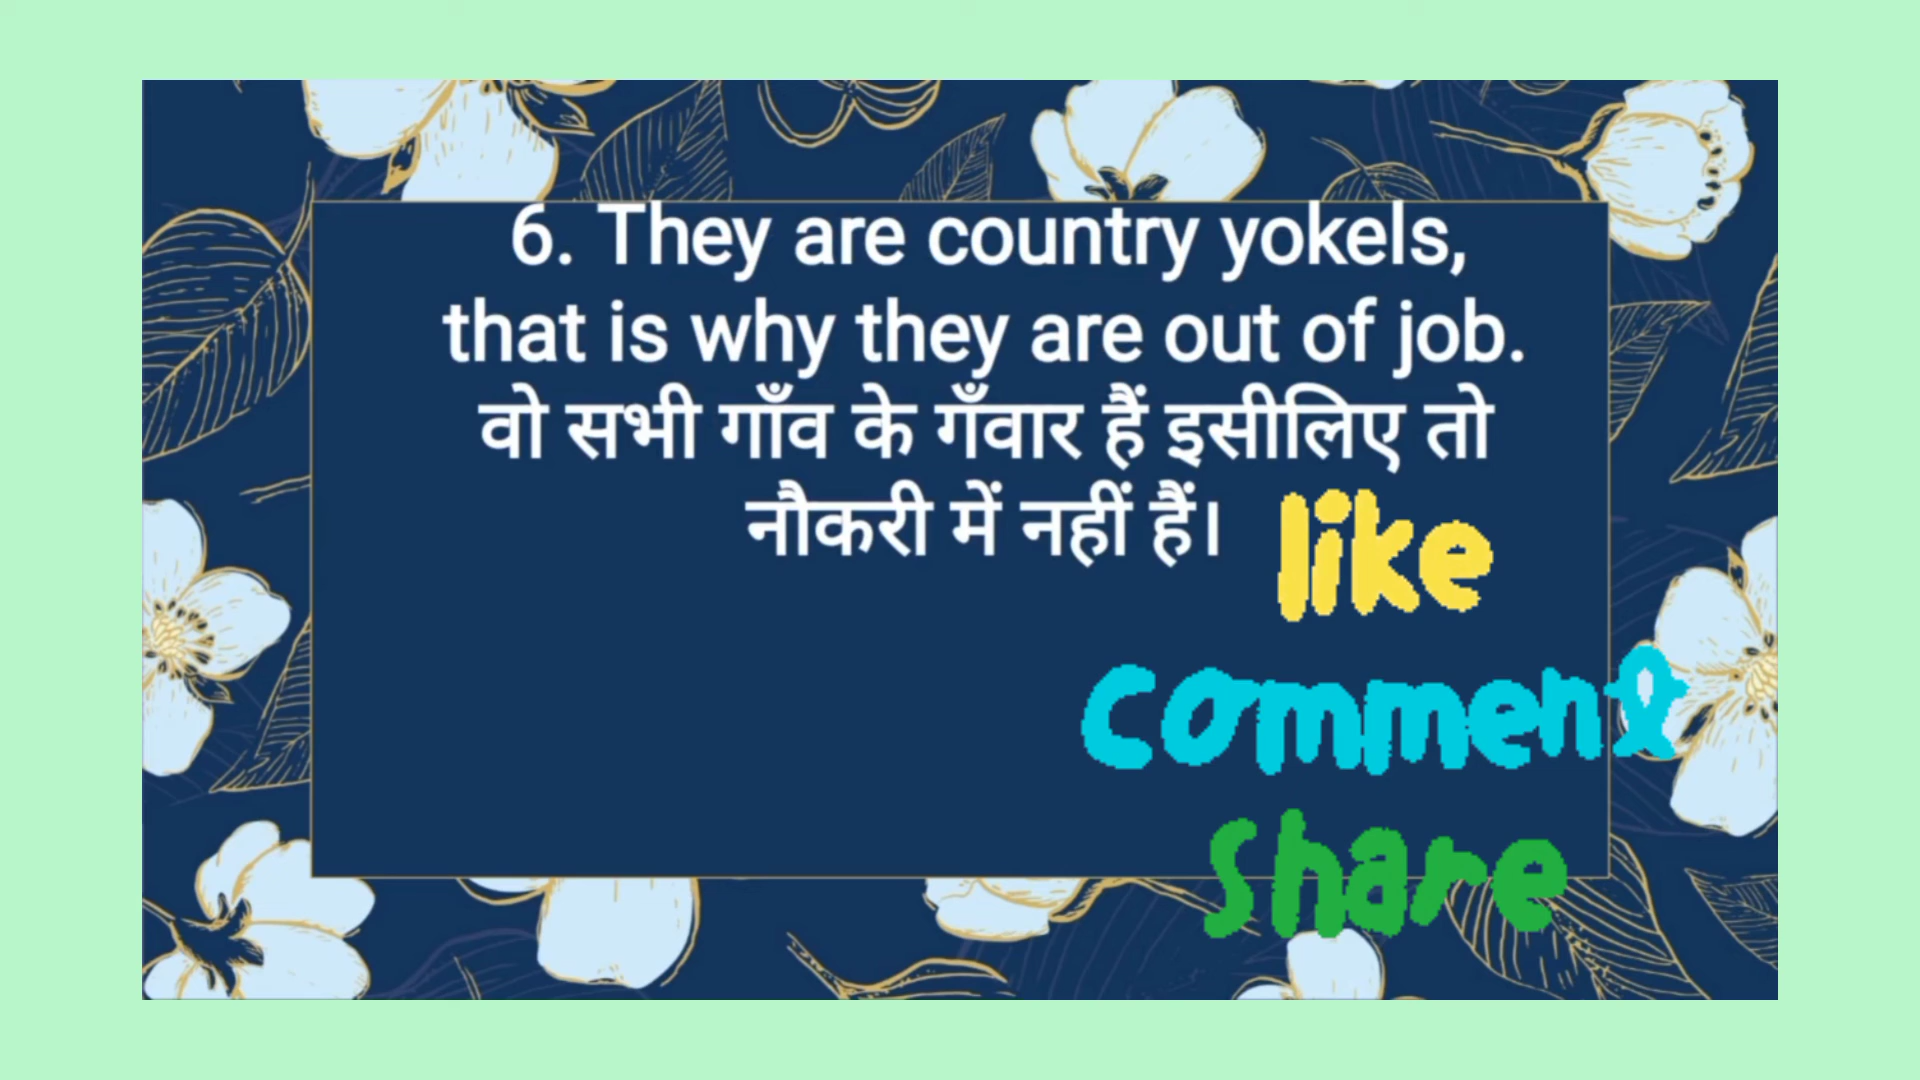 6. They are country yokels,
that is why they are out of job.
वो सभी गाँव के गँवार हैं इसीलिए तो
नौकरी में नहीं हैं।
like
comment
share